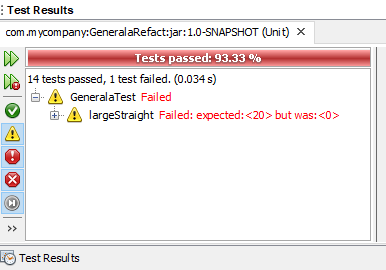 Test Results
com.mycompany:GeneralaRefact:jar:1.0-SNAPSHOT (Unit)
Tests passed: 93.33 %
14 tests passed, 1 test failed. (0.034 s)
GeneralaTest Failed
largeStraight Failed: expected:<20> but was:<0>
>>
Test Results